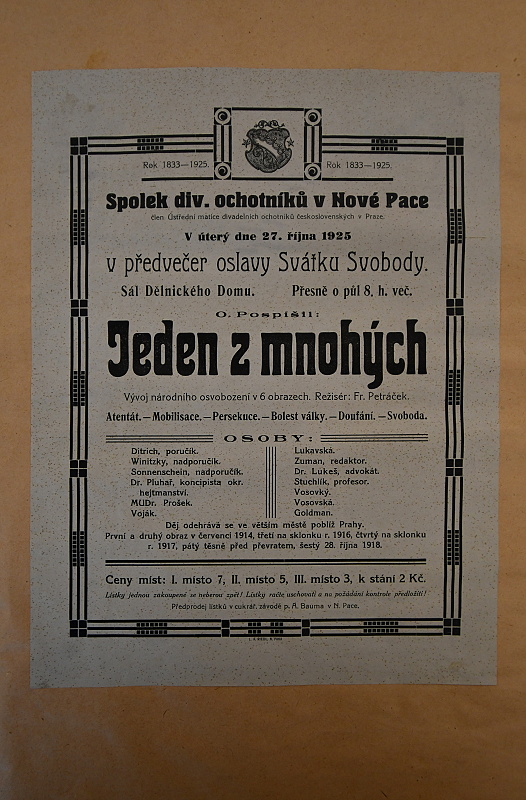 Rok 1833—1925.
Rok 1833—1925.
Spolek div. ochotníků v Nové Pace
člen Ústřední matice divadelních ochotníků československých v Praze.
V úterý dne 27. října 1925
v předvečer oslavy Svátku Svobody.
Sál Dělnického Domu. Přesně o půl 8. h. več.
O. Pospíšil:
Jeden z mnohých
Vývoj národního osvobození v 6 obrazech. Režisér: Fr. Petráček.
Atentát.—Mobilisace.—Persekuce.—Bolest války.—Doufání.—Svoboda.
OSOBY:
Ditrich, poručík.
Winitzky, nadporučík.
Sonnenschein, nadporučík.
Dr. Pluhař, koncipista okr.
hejtmanství.
MUDr. Prošek.
Voják.
Lukavská.
Zuman, redaktor.
Dr. Lukeš, advokát.
Stuchlík, profesor.
Vosovký.
Vosovská.
Goldman.
Děj odehrává se ve větším městě poblíž Prahy.
První a druhý obraz v červenci 1914, třetí na sklonku r. 1916, čtvrtý na sklonku
r. 1917, pátý těsně před převratem, šestý 28. října 1918.
Ceny míst: I. místo 7, II. místo 5, III. místo 3, k stání 2 Kč.
Lístky jednou zakoupené se neberou zpět! Lístky račte uschovati a na požádání kontrole předložiti!
Předprodej lístků v cukrář. závodě p. A. Bauma v N. Pace.